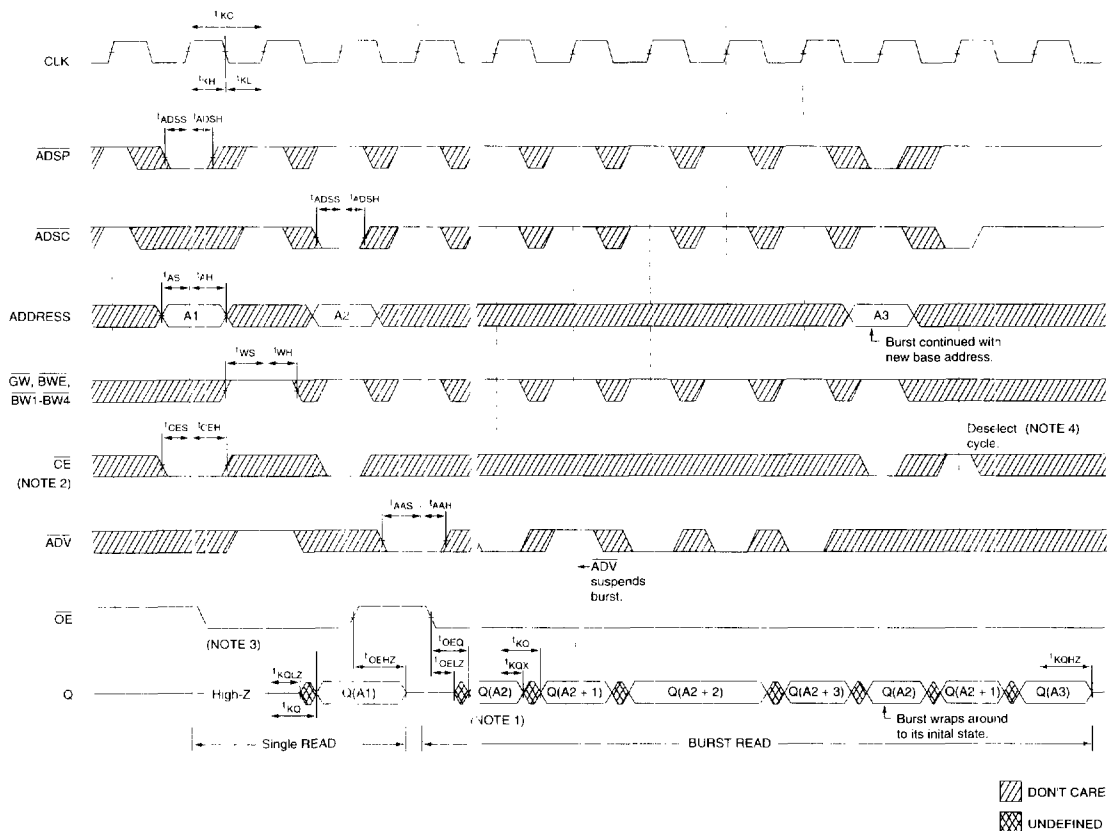 tKC
CLK
tKH tKL
tADSS tADSH
ADSP
tADSS tADSH
ADSC
tAS tAH
ADDRESS
A1 A2 A3
Burst continued with
new base address.
tWS tWH
GW, BWE,
BW1-BW4
tCES tCEH
Deselect (NOTE 4)
cycle.
CE
(NOTE 2)
tAAS tAAH
ADV
ADV
suspends
burst.
OE
(NOTE 3)
tOEHZ
tOEQ
tOELZ
tKQ
tKQX
tKQHZ
tKQLZ
Q
High-Z Q(A1) Q(A2) Q(A2 + 1) Q(A2 + 2) Q(A2 + 3) Q(A2) Q(A2 + 1) Q(A3)
tKQ
(NOTE 1)
Burst wraps around
to its inital state.
Single READ BURST READ
DON'T CARE
UNDEFINED